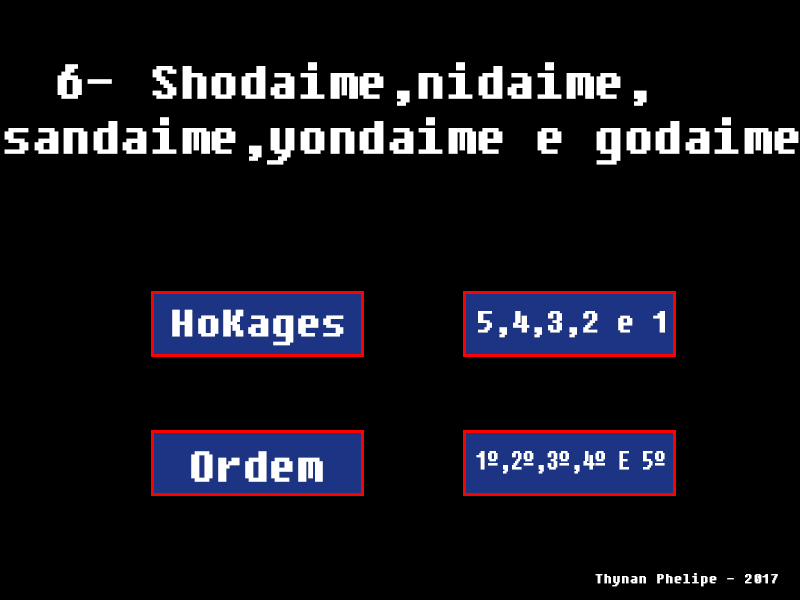 6- Shodaime,nidaime,
sandaime,yondaime e godaime
HoKages
5,4,3,2 e 1
Ordem
1º,2º,3º,4º E 5º
Thynan Phelipe - 2017